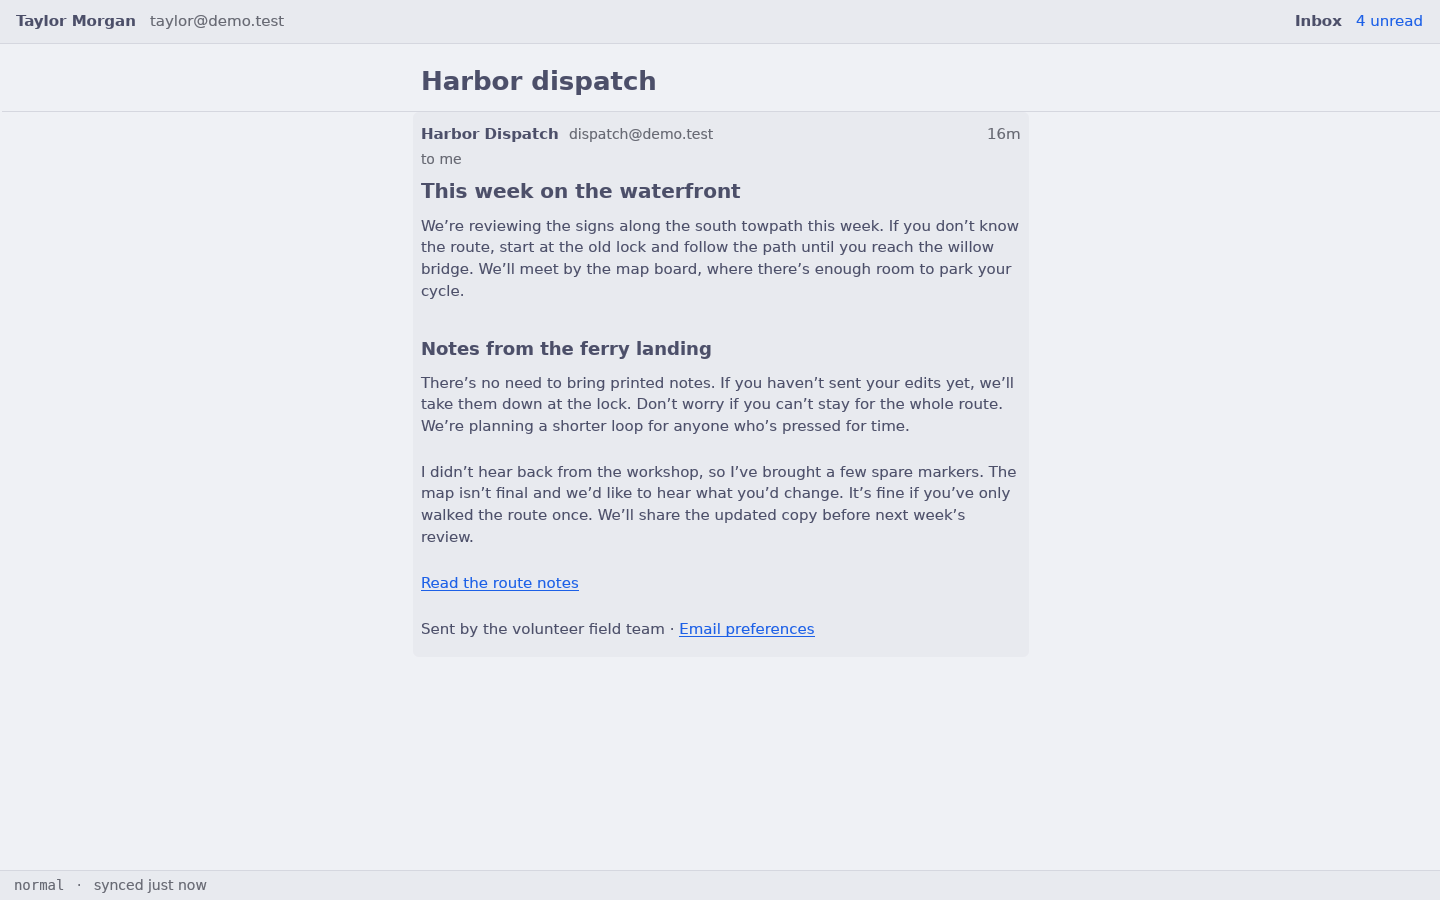 Taylor Morgan taylor@demo.test Inbox 4 unread
Harbor dispatch
Harbor Dispatch dispatch@demo.test 16m
to me
This week on the waterfront
We’re reviewing the signs along the south towpath this week. If you don’t know
the route, start at the old lock and follow the path until you reach the willow
bridge. We’ll meet by the map board, where there’s enough room to park your
cycle.
Notes from the ferry landing
There’s no need to bring printed notes. If you haven’t sent your edits yet, we’ll
take them down at the lock. Don’t worry if you can’t stay for the whole route.
We’re planning a shorter loop for anyone who’s pressed for time.
I didn’t hear back from the workshop, so I’ve brought a few spare markers. The
map isn’t final and we’d like to hear what you’d change. It’s fine if you’ve only
walked the route once. We’ll share the updated copy before next week’s
review.
Read the route notes
Sent by the volunteer field team · Email preferences
normal · synced just now